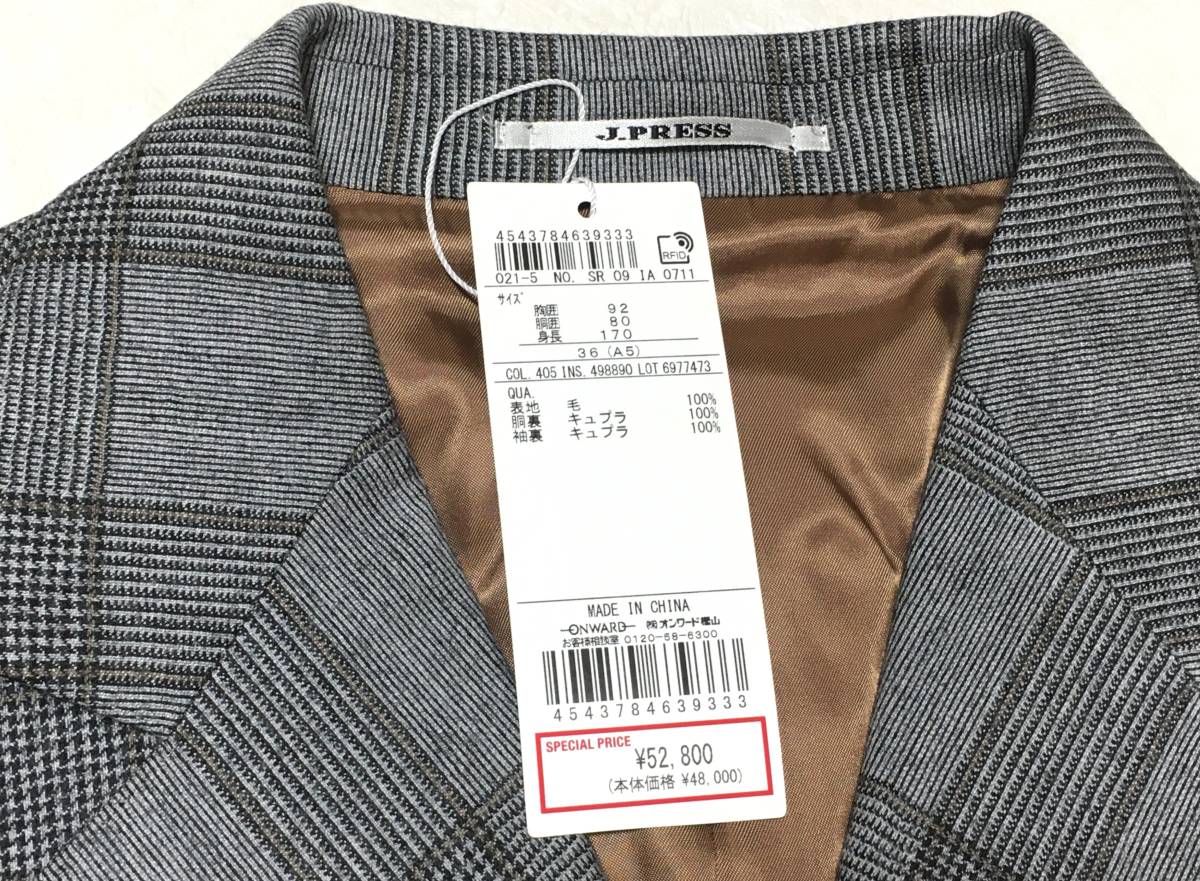 J.PRESS
4543784639333
RFID
021-5 NO. SR 09 IA 0711
サイズ
胸囲 92
胴囲 80
身長 170
36 (A5)
COL. 405 INS. 498890 LOT 6977473
QUA.
表地 毛 100%
胴裏 キュプラ 100%
袖裏 キュプラ 100%
MADE IN CHINA
ONWARD ㈱オンワード樫山
お客様相談室 0120-58-6300
4543784639333
SPECIAL PRICE
¥52,800
(本体価格 ¥48,000)